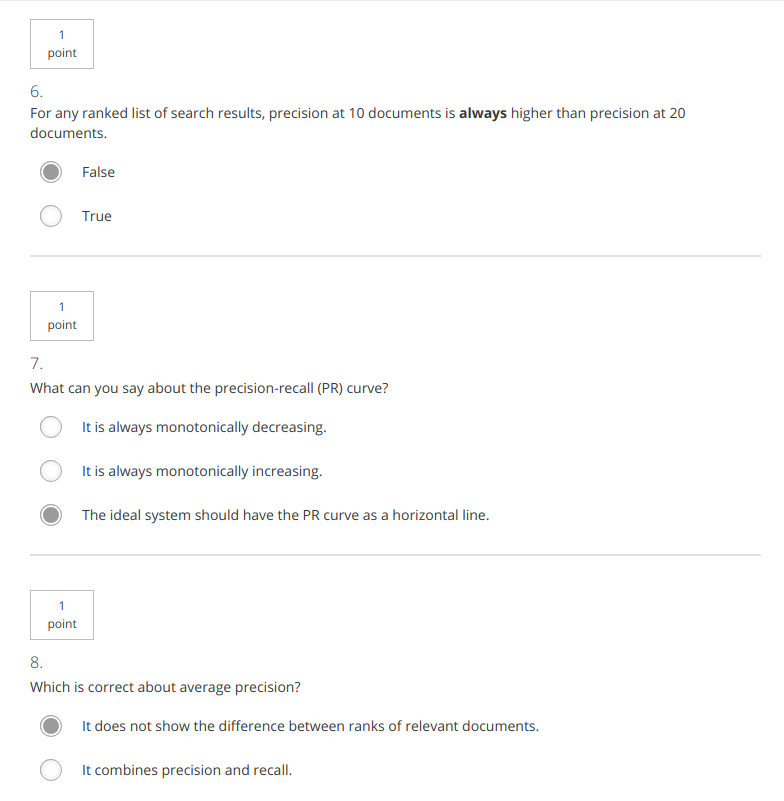 1
point
6.
For any ranked list of search results, precision at 10 documents is always higher than precision at 20
documents.
False
True
1
point
7.
What can you say about the precision-recall (PR) curve?
It is always monotonically decreasing.
It is always monotonically increasing.
The ideal system should have the PR curve as a horizontal line.
1
point
8.
Which is correct about average precision?
It does not show the difference between ranks of relevant documents.
It combines precision and recall.